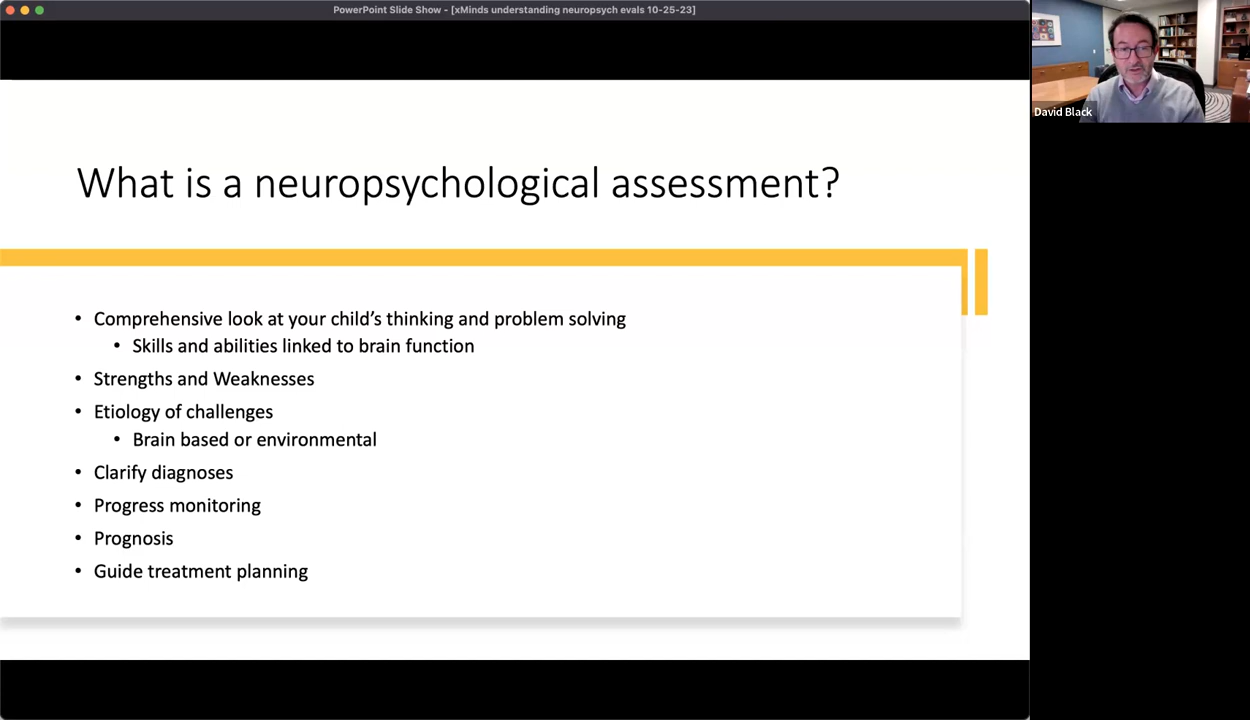 PowerPoint Slide Show - [xMinds understanding neuropsych evals 10-25-23]
David Black
What is a neuropsychological assessment?
• Comprehensive look at your child’s thinking and problem solving
• Skills and abilities linked to brain function
• Strengths and Weaknesses
• Etiology of challenges
• Brain based or environmental
• Clarify diagnoses
• Progress monitoring
• Prognosis
• Guide treatment planning